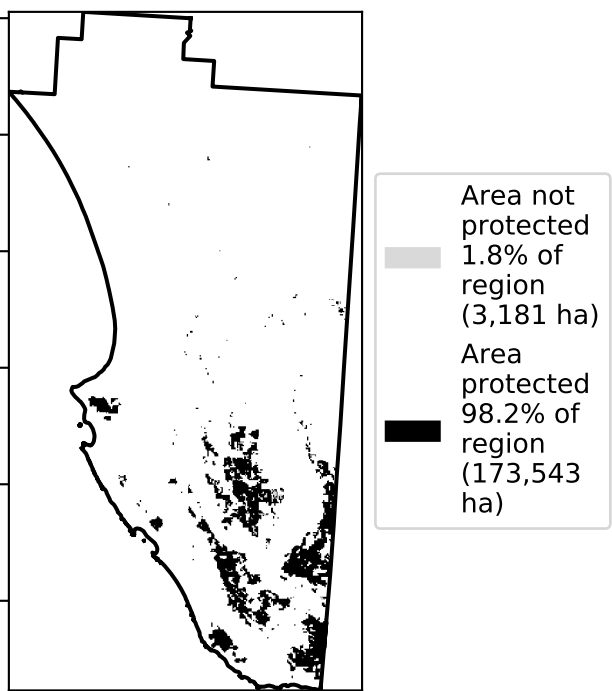 Area not
protected
1.8% of
region
(3,181 ha)
Area
protected
98.2% of
region
(173,543
ha)